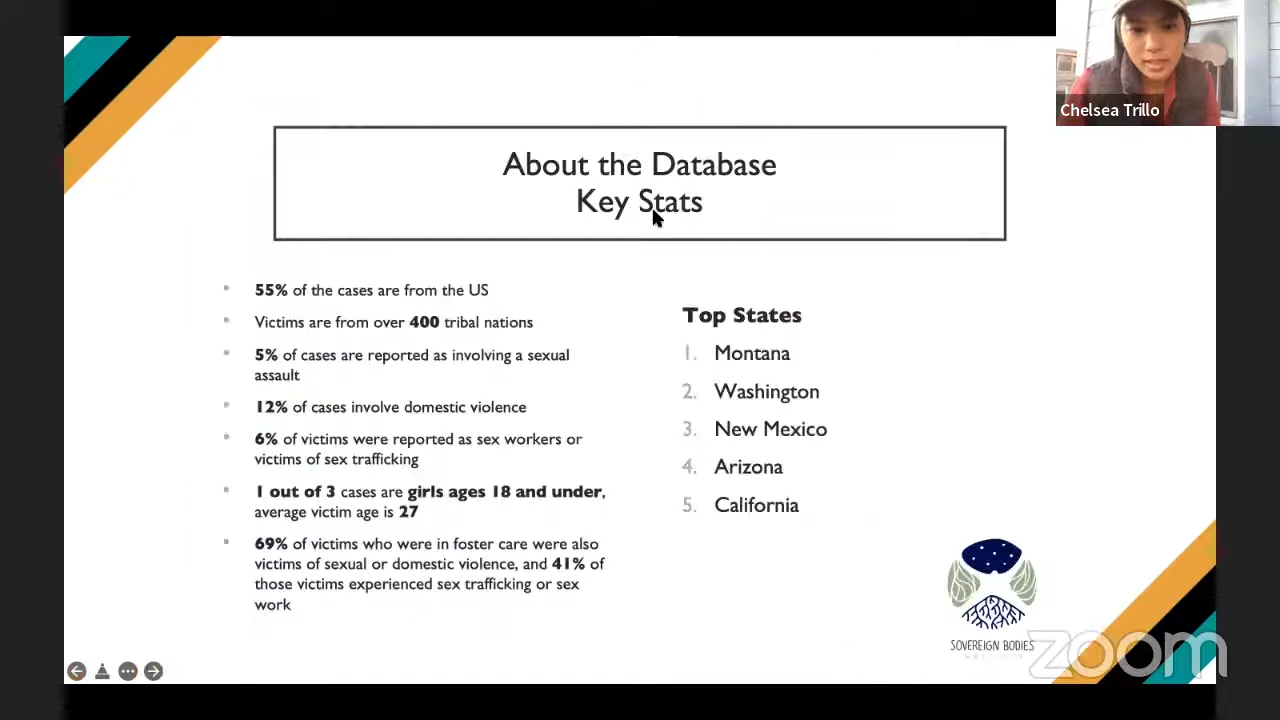 Chelsea Trillo
About the Database
Key Stats
55% of the cases are from the US
Victims are from over 400 tribal nations
5% of cases are reported as involving a sexual
assault
12% of cases involve domestic violence
6% of victims were reported as sex workers or
victims of sex trafficking
1 out of 3 cases are girls ages 18 and under,
average victim age is 27
69% of victims who were in foster care were also
victims of sexual or domestic violence, and 41% of
those victims experienced sex trafficking or sex
work
Top States
1. Montana
2. Washington
3. New Mexico
4. Arizona
5. California
SOVEREIGN BODIES
zoom